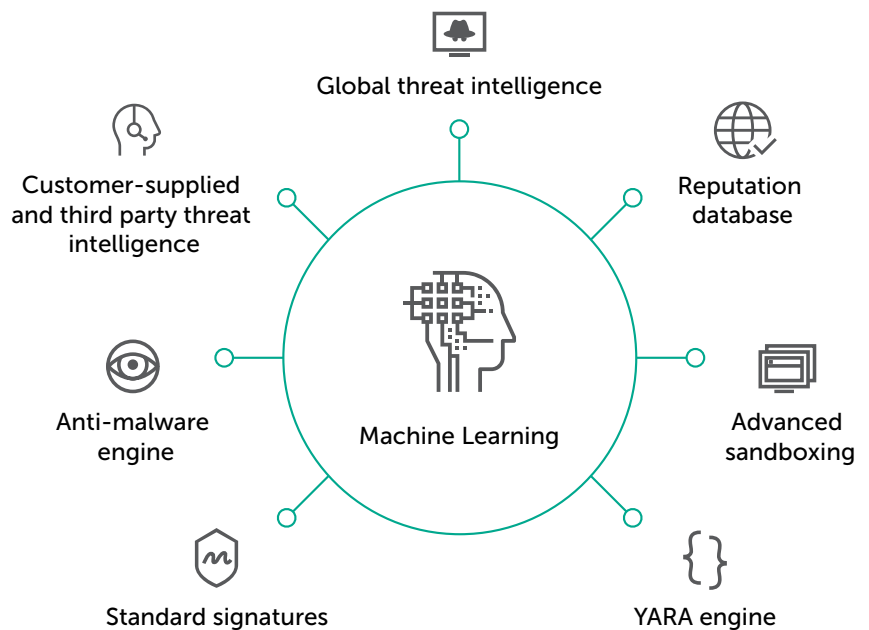 Global threat intelligence
Customer-supplied
and third party threat
intelligence
Reputation
database
Anti-malware
engine
Machine Learning
Advanced
sandboxing
Standard signatures
YARA engine